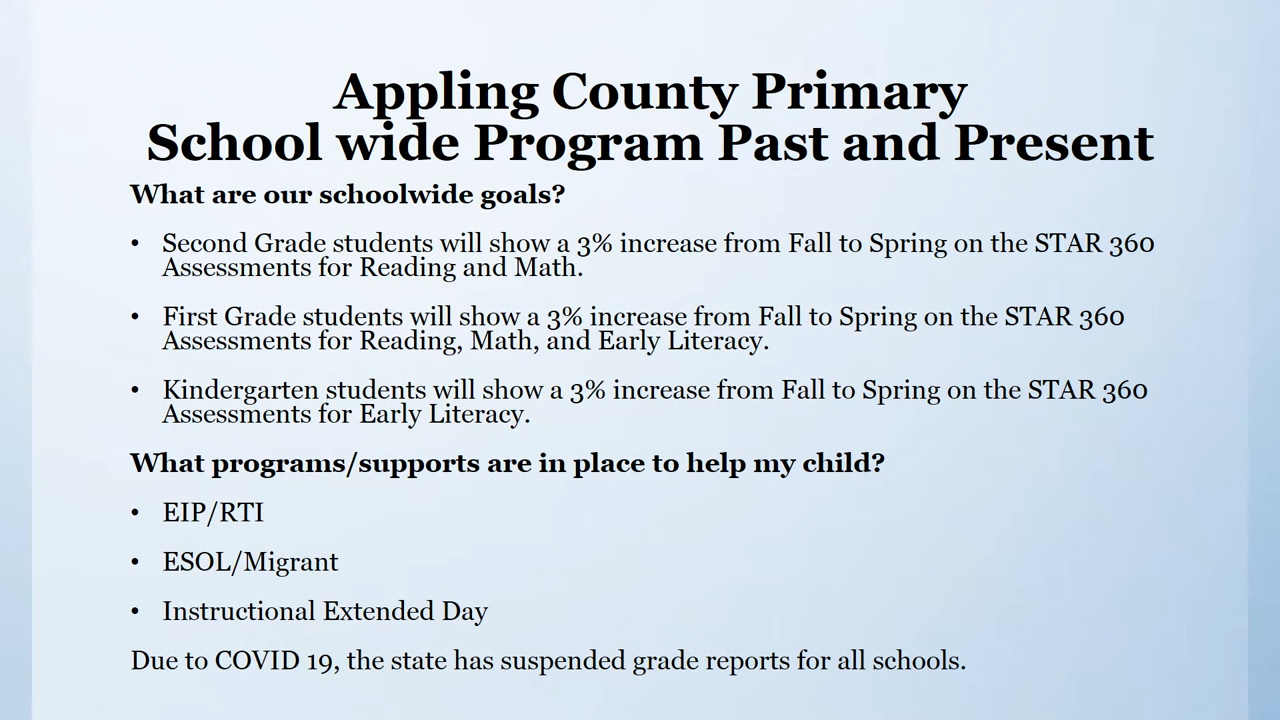 Appling County Primary
School wide Program Past and Present
What are our schoolwide goals?
• Second Grade students will show a 3% increase from Fall to Spring on the STAR 360
Assessments for Reading and Math.
• First Grade students will show a 3% increase from Fall to Spring on the STAR 360
Assessments for Reading, Math, and Early Literacy.
• Kindergarten students will show a 3% increase from Fall to Spring on the STAR 360
Assessments for Early Literacy.
What programs/supports are in place to help my child?
• EIP/RTI
• ESOL/Migrant
• Instructional Extended Day
Due to COVID 19, the state has suspended grade reports for all schools.